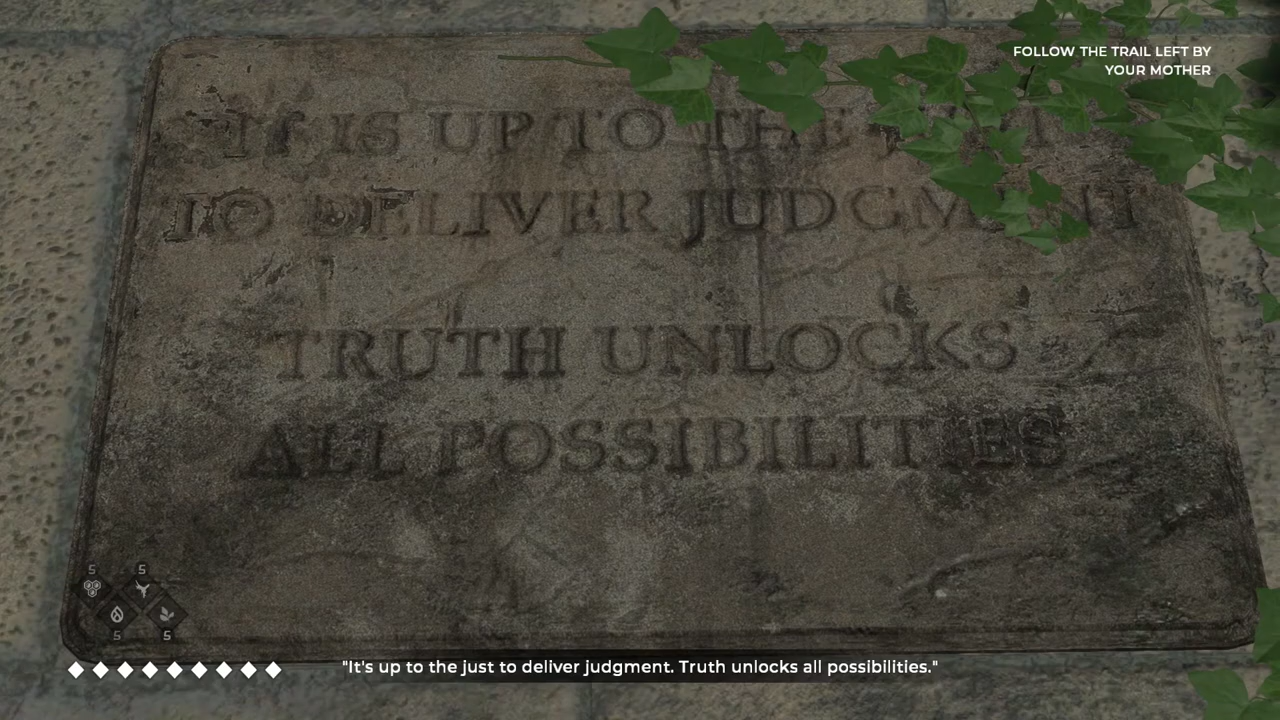 FOLLOW THE TRAIL LEFT BY
YOUR MOTHER
IT IS UP TO THE
TO DELIVER JUDGMENT
TRUTH UNLOCKS
ALL POSSIBILITIES
5 5
5 5
"It's up to the just to deliver judgment. Truth unlocks all possibilities."